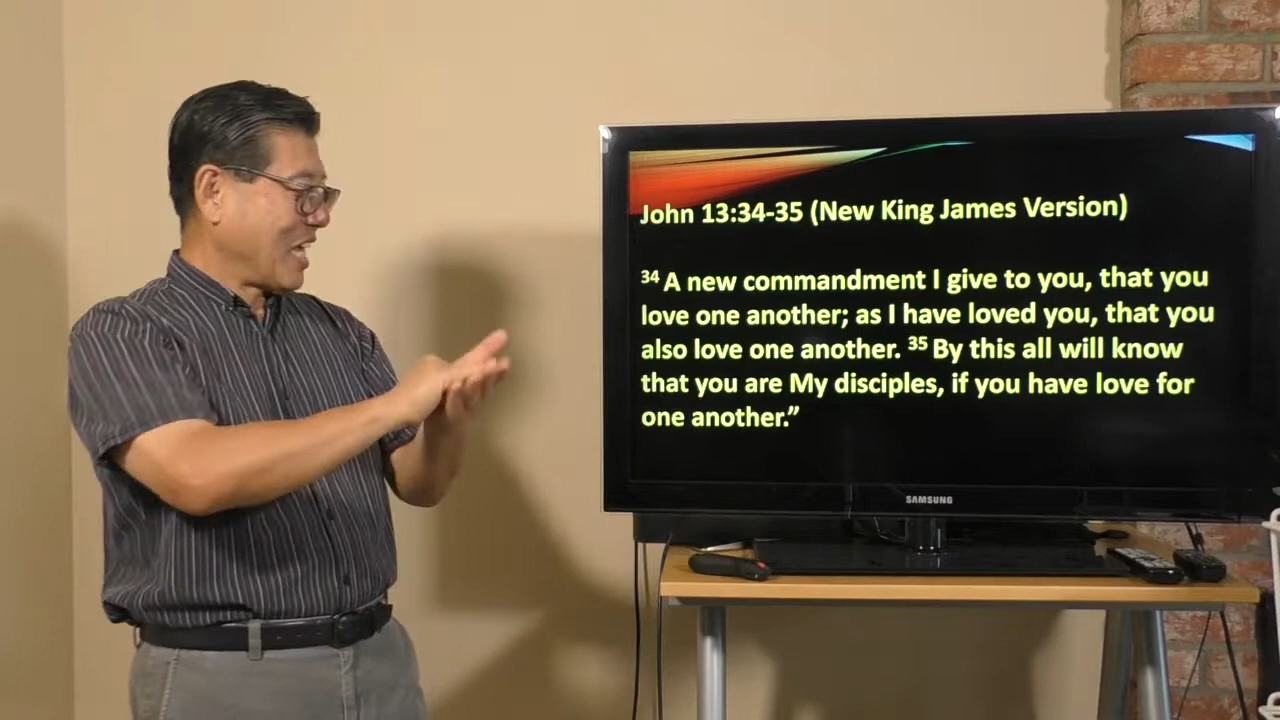 John 13:34-35 (New King James Version)
34 A new commandment I give to you, that you
love one another; as I have loved you, that you
also love one another. 35 By this all will know
that you are My disciples, if you have love for
one another.”
SAMSUNG